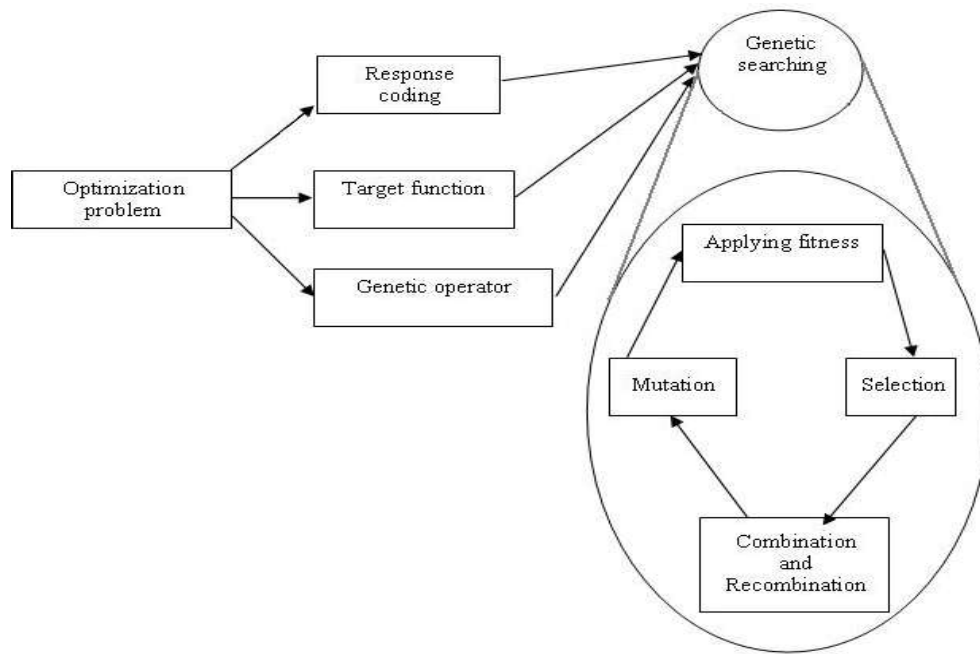 Genetic
searching
Response
coding
Optimization
problem
Target function
Genetic operator
Applying fitness
Mutation
Selection
Combination
and
Recombination